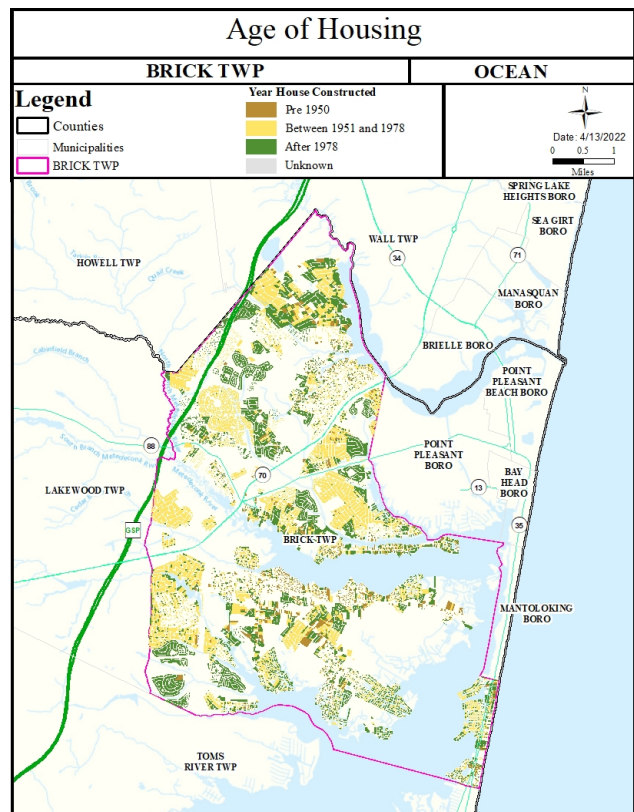 Age of Housing
BRICK TWP
OCEAN
Legend
Counties
Municipalities
BRICK TWP
Year House Constructed
Pre 1950
Between 1951 and 1978
After 1978
Unknown
N
Date: 4/13/2022
0 0.5 1
Miles
SPRING LAKE
HEIGHTS BORO
SEA GIRT
BORO
WALL TWP
34
71
HOWELL TWP
MANASQUAN
BORO
BRIELLE BORO
POINT
PLEASANT
BEACH BORO
88
POINT
PLEASANT
BORO
BAY
HEAD
BORO
70
13
LAKEWOOD TWP
35
GSP
BRICK TWP
MANTOLOKING
BORO
TOMS
RIVER TWP